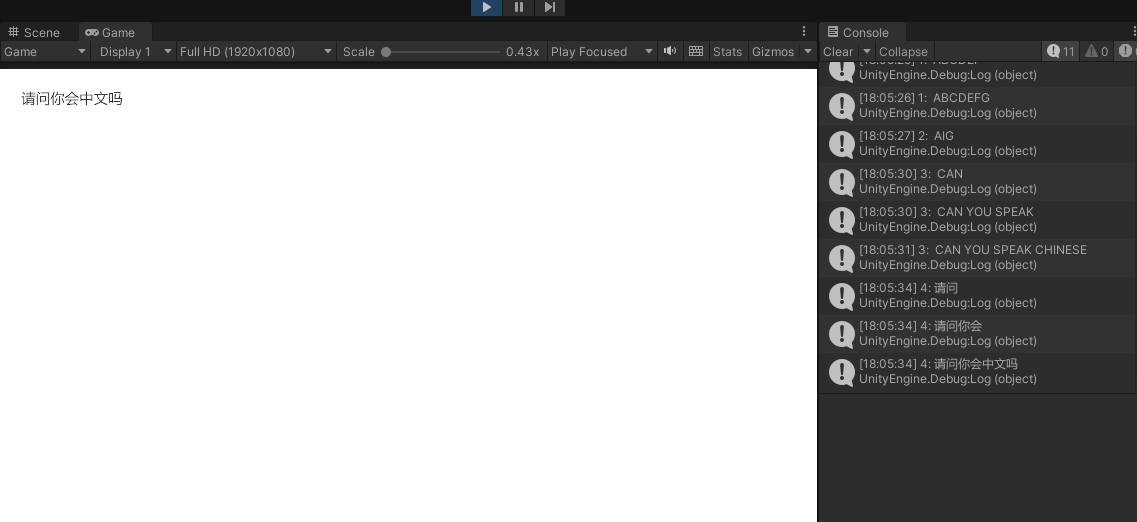 Scene
Game
Game
Display 1
Full HD (1920x1080)
Scale
0.43x
Play Focused
Stats
Gizmos
请问你会中文吗
Console
Clear
Collapse
11
0
UnityEngine.Debug:Log (object)
[18:05:26] 1:  ABCDEFG
UnityEngine.Debug:Log (object)
[18:05:27] 2:  AIG
UnityEngine.Debug:Log (object)
[18:05:30] 3:  CAN
UnityEngine.Debug:Log (object)
[18:05:30] 3:  CAN YOU SPEAK
UnityEngine.Debug:Log (object)
[18:05:31] 3:  CAN YOU SPEAK CHINESE
UnityEngine.Debug:Log (object)
[18:05:34] 4: 请问
UnityEngine.Debug:Log (object)
[18:05:34] 4: 请问你会
UnityEngine.Debug:Log (object)
[18:05:34] 4: 请问你会中文吗
UnityEngine.Debug:Log (object)